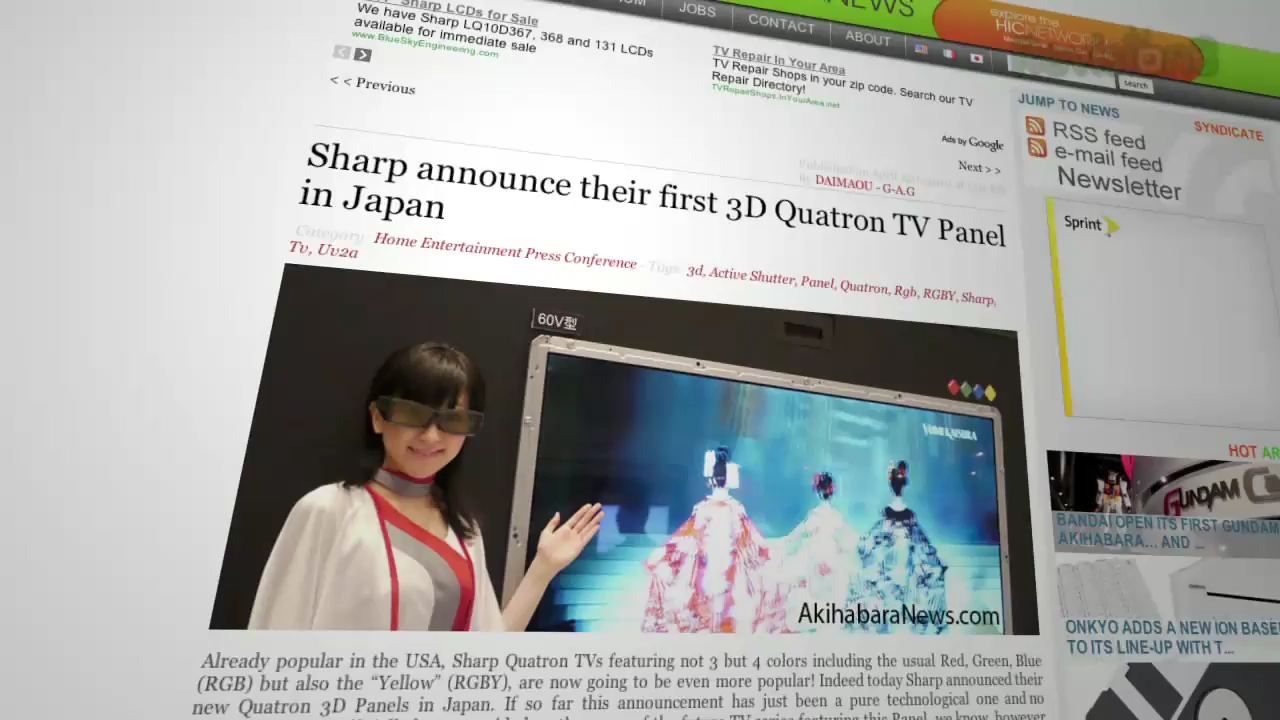 Sharp LCDs for Sale
We have Sharp LQ10D367, 368 and 131 LCDs
available for immediate sale
www.BlueSkyEngineering.com
JOBS
CONTACT
ABOUT
NEWS
explore the
HICNETWORK
search
TV Repair In Your Area
TV Repair Shops in your zip code. Search our TV
Repair Directory!
TVRepairShops.InYourArea.net
< < Previous
Ads by Google
Next > >
DAIMAOU - G-A-G
JUMP TO NEWS
SYNDICATE
RSS feed
e-mail feed
Newsletter
Sprint
Sharp announce their first 3D Quatron TV Panel
in Japan
Category: Home Entertainment Press Conference - Tags: 3d, Active Shutter, Panel, Quatron, Rgb, RGBY, Sharp,
Tv, Uv2a
60V型
YUMI KATSURA
AkihabaraNews.com
HOT AR
GUNDAM
BANDAI OPEN ITS FIRST GUNDAM
AKIHABARA... AND ...
ONKYO ADDS A NEW ION BASE
TO ITS LINE-UP WITH T...
Already popular in the USA, Sharp Quatron TVs featuring not 3 but 4 colors including the usual Red, Green, Blue
(RGB) but also the “Yellow” (RGBY), are now going to be even more popular! Indeed today Sharp announced their
new Quatron 3D Panels in Japan. If so far this announcement has just been a pure technological one and no